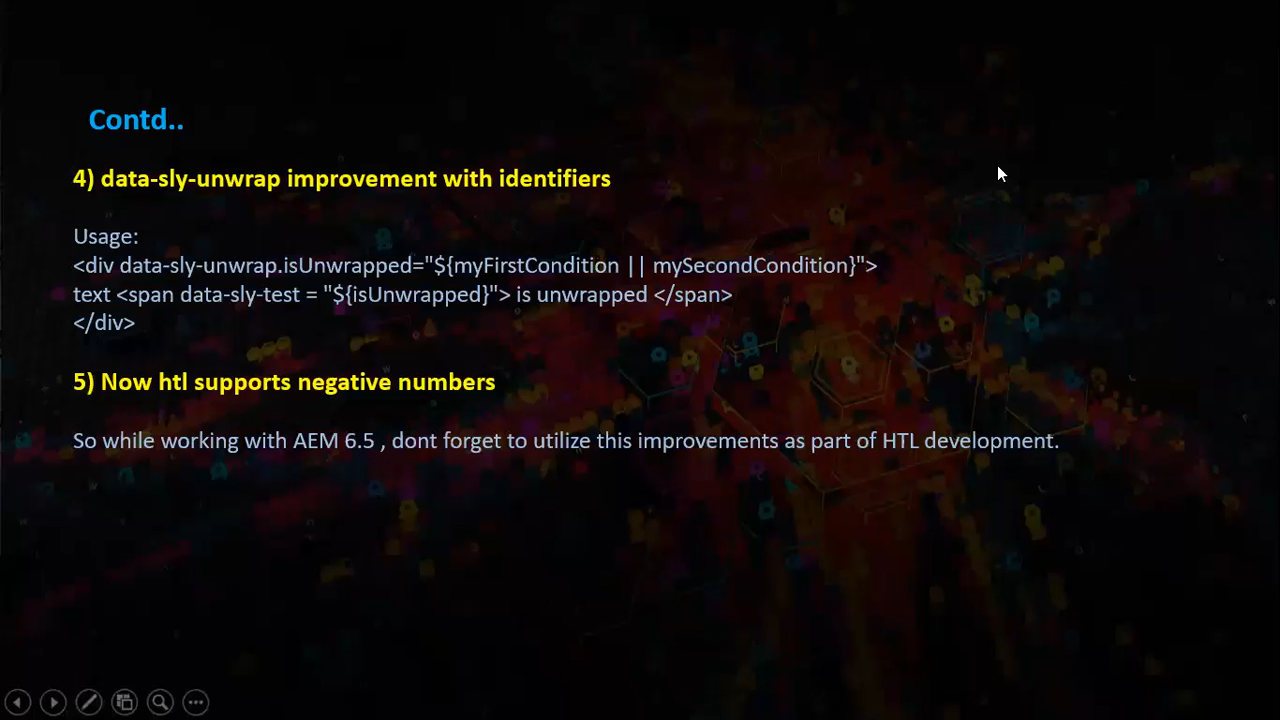 Contd..
4) data-sly-unwrap improvement with identifiers
Usage:
<div data-sly-unwrap.isUnwrapped="${myFirstCondition || mySecondCondition}">
text <span data-sly-test = "${isUnwrapped}"> is unwrapped </span>
</div>
5) Now htl supports negative numbers
So while working with AEM 6.5 , dont forget to utilize this improvements as part of HTL development.